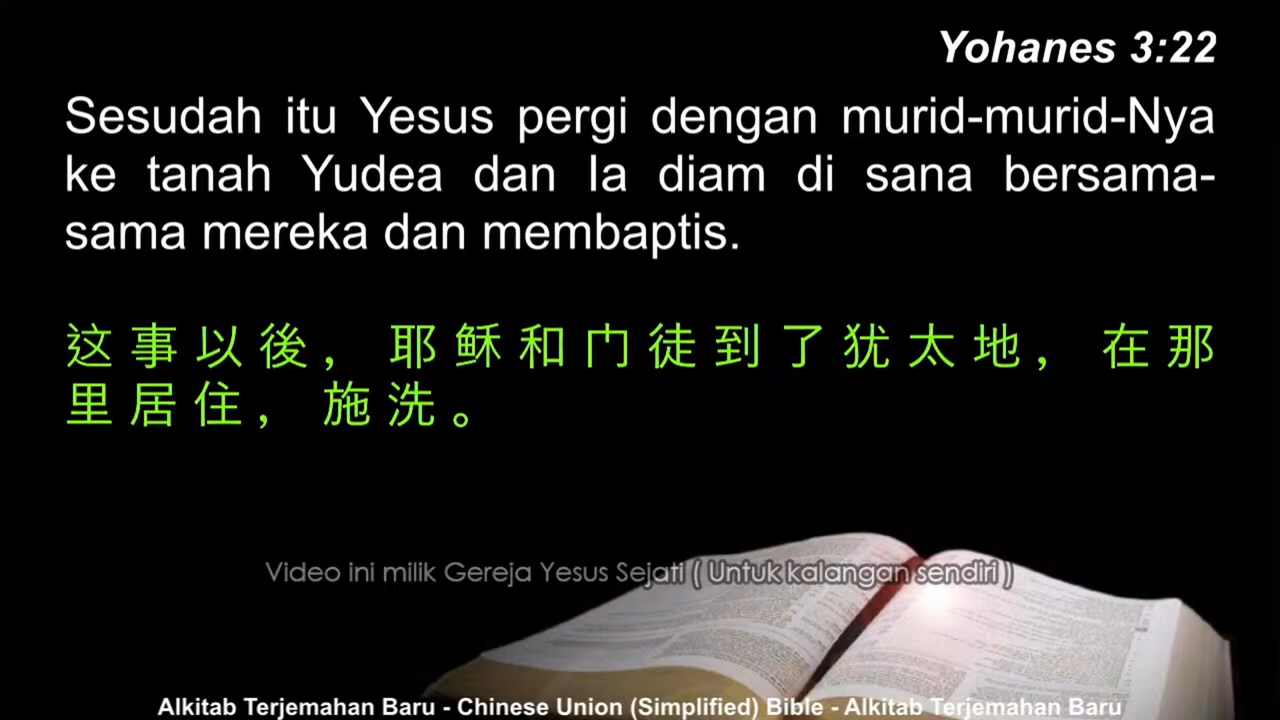 Yohanes 3:22
Sesudah itu Yesus pergi dengan murid-murid-Nya
ke tanah Yudea dan Ia diam di sana bersama-
sama mereka dan membaptis.
这事以後，耶稣和门徒到了犹太地，在那
里居住，施洗。
Video ini milik Gereja Yesus Sejati ( Untuk kalangan sendiri )
Alkitab Terjemahan Baru - Chinese Union (Simplified) Bible - Alkitab Terjemahan Baru